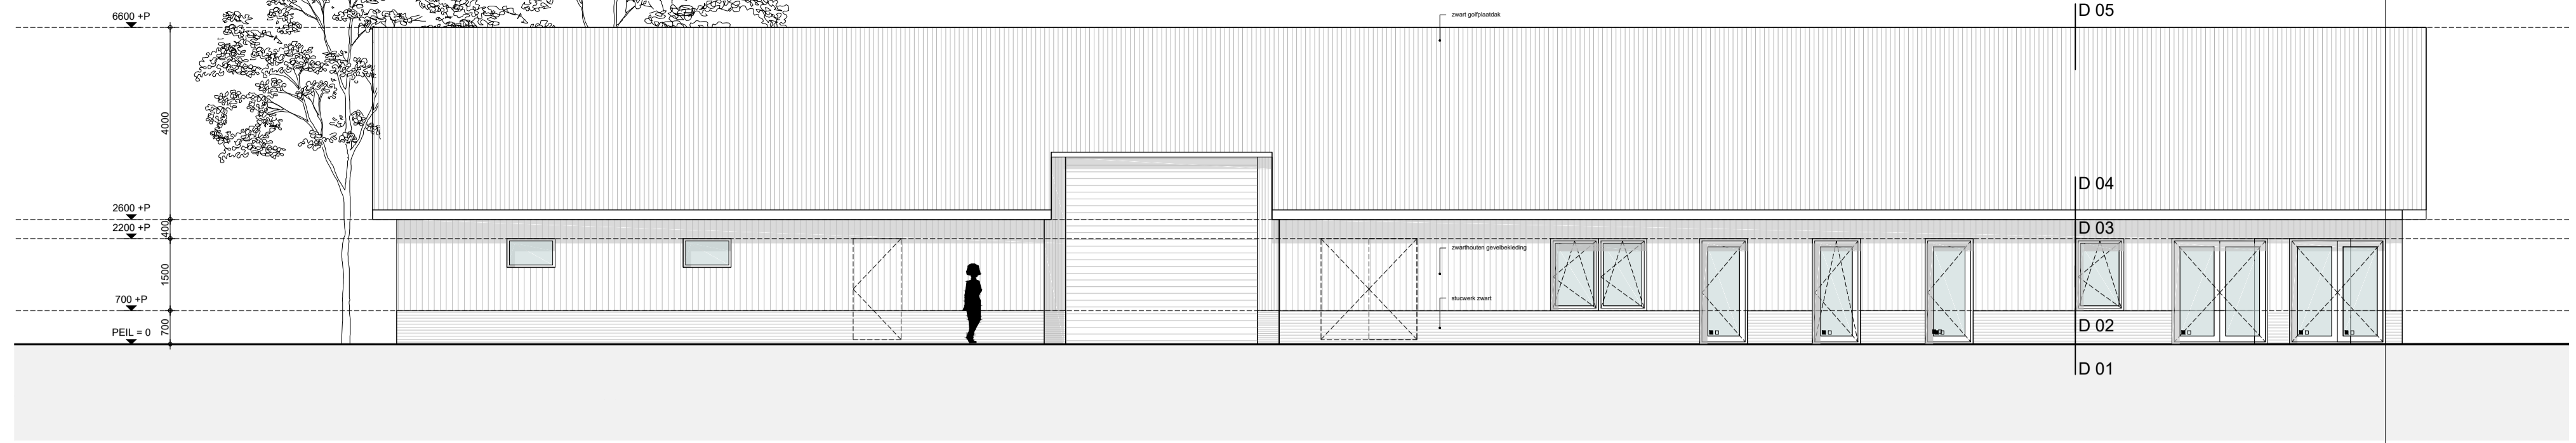 6600 +P
zwart golfplaatdak
D 05
4000
D 04
2600 +P
400
2200 +P
D 03
zwarthouten gevelbekleding
1500
stucwerk zwart
700 +P
700
D 02
PEIL = 0
D 01